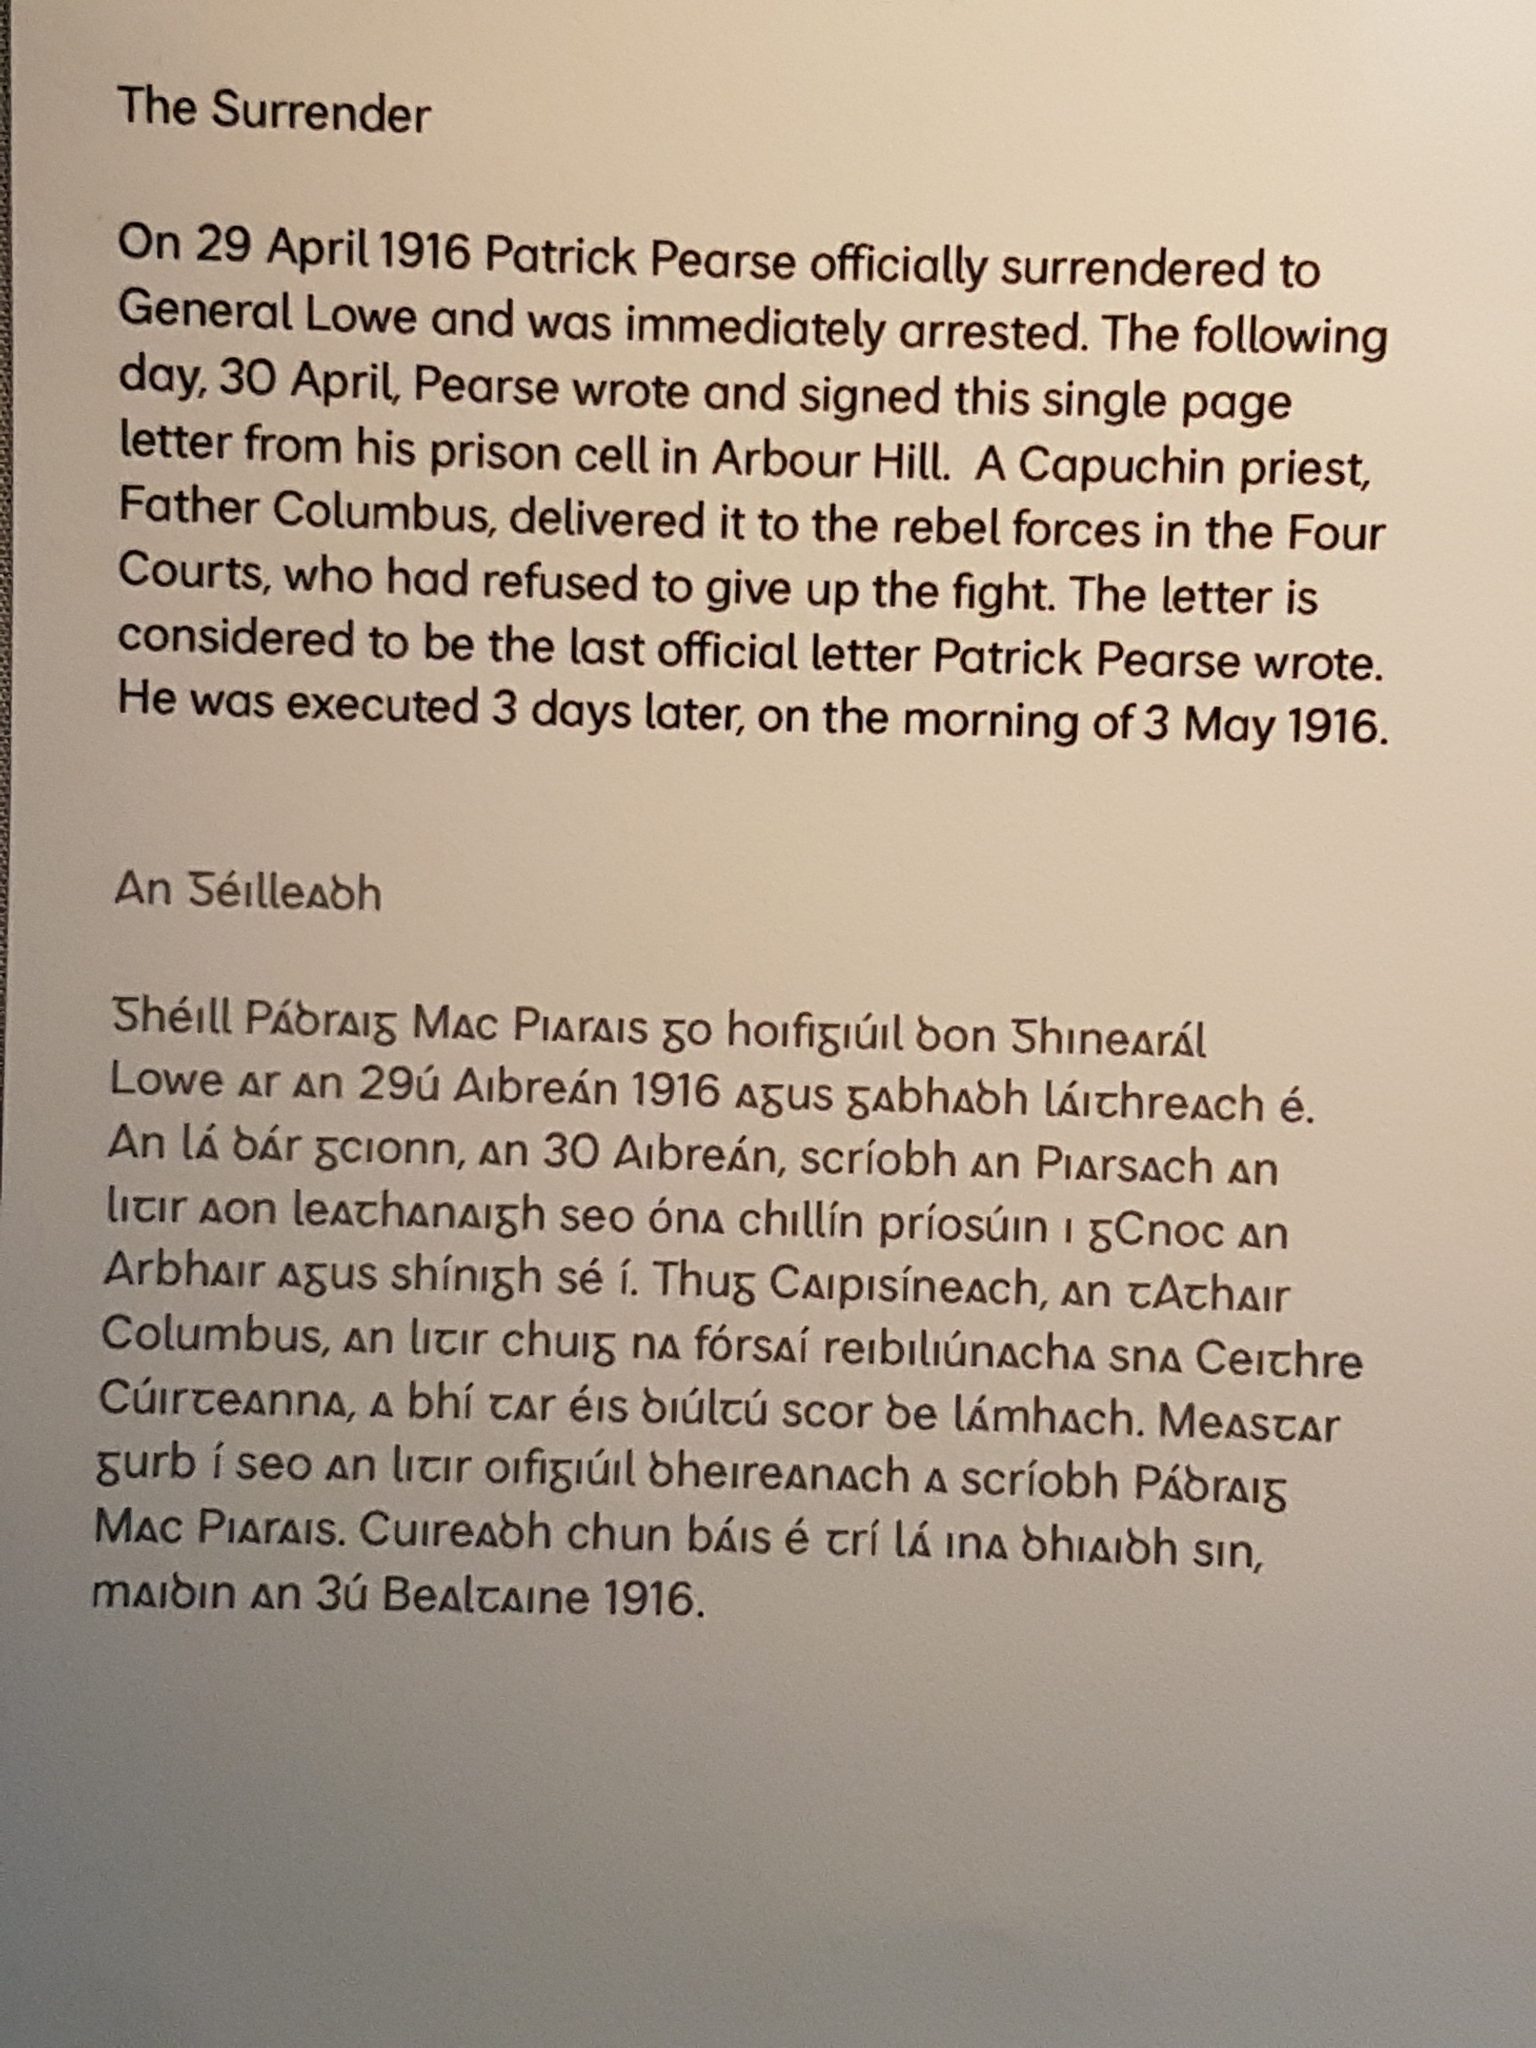 The Surrender
On 29 April 1916 Patrick Pearse officially surrendered to
General Lowe and was immediately arrested. The following
day, 30 April, Pearse wrote and signed this single page
letter from his prison cell in Arbour Hill.  A Capuchin priest,
Father Columbus, delivered it to the rebel forces in the Four
Courts, who had refused to give up the fight. The letter is
considered to be the last official letter Patrick Pearse wrote.
He was executed 3 days later, on the morning of 3 May 1916.
An Géilleadh
Ghéill Pádraig Mac Piarais go hoifigiúil don Ghinearál
Lowe ar an 29ú Aibreán 1916 agus gabhadh láithreach é.
An lá dár gcionn, an 30 Aibreán, scríobh an Piarsach an
litir aon leathanaigh seo óna chillín príosúin i gCnoc an
Arbhair agus shínigh sé í. Thug Caipisíneach, an tAthair
Columbus, an litir chuig na fórsaí reibiliúnacha sna Ceithre
Cúirteanna, a bhí tar éis diúltú scor de lámhach. Meastar
gurb í seo an litir oifigiúil dheireanach a scríobh Pádraig
Mac Piarais. Cuireadh chun báis é trí lá ina dhiaidh sin,
maidin an 3ú Bealtaine 1916.